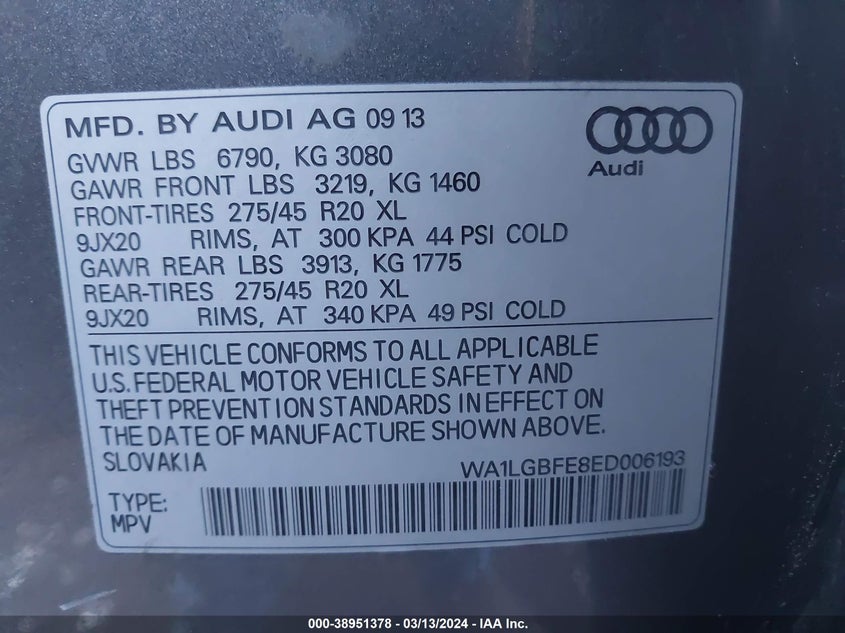 MFD. BY AUDI AG 09 13
Audi
GVWR LBS 6790, KG 3080
GAWR FRONT LBS 3219, KG 1460
FRONT-TIRES 275/45 R20 XL
9JX20 RIMS, AT 300 KPA 44 PSI COLD
GAWR REAR LBS 3913, KG 1775
REAR-TIRES 275/45 R20 XL
9JX20 RIMS, AT 340 KPA 49 PSI COLD
THIS VEHICLE CONFORMS TO ALL APPLICABLE
U.S. FEDERAL MOTOR VEHICLE SAFETY AND
THEFT PREVENTION STANDARDS IN EFFECT ON
THE DATE OF MANUFACTURE SHOWN ABOVE.
SLOVAKIA WA1LGBFE8ED006193
TYPE:
MPV
000-38951378 - 03/13/2024 - IAA Inc.